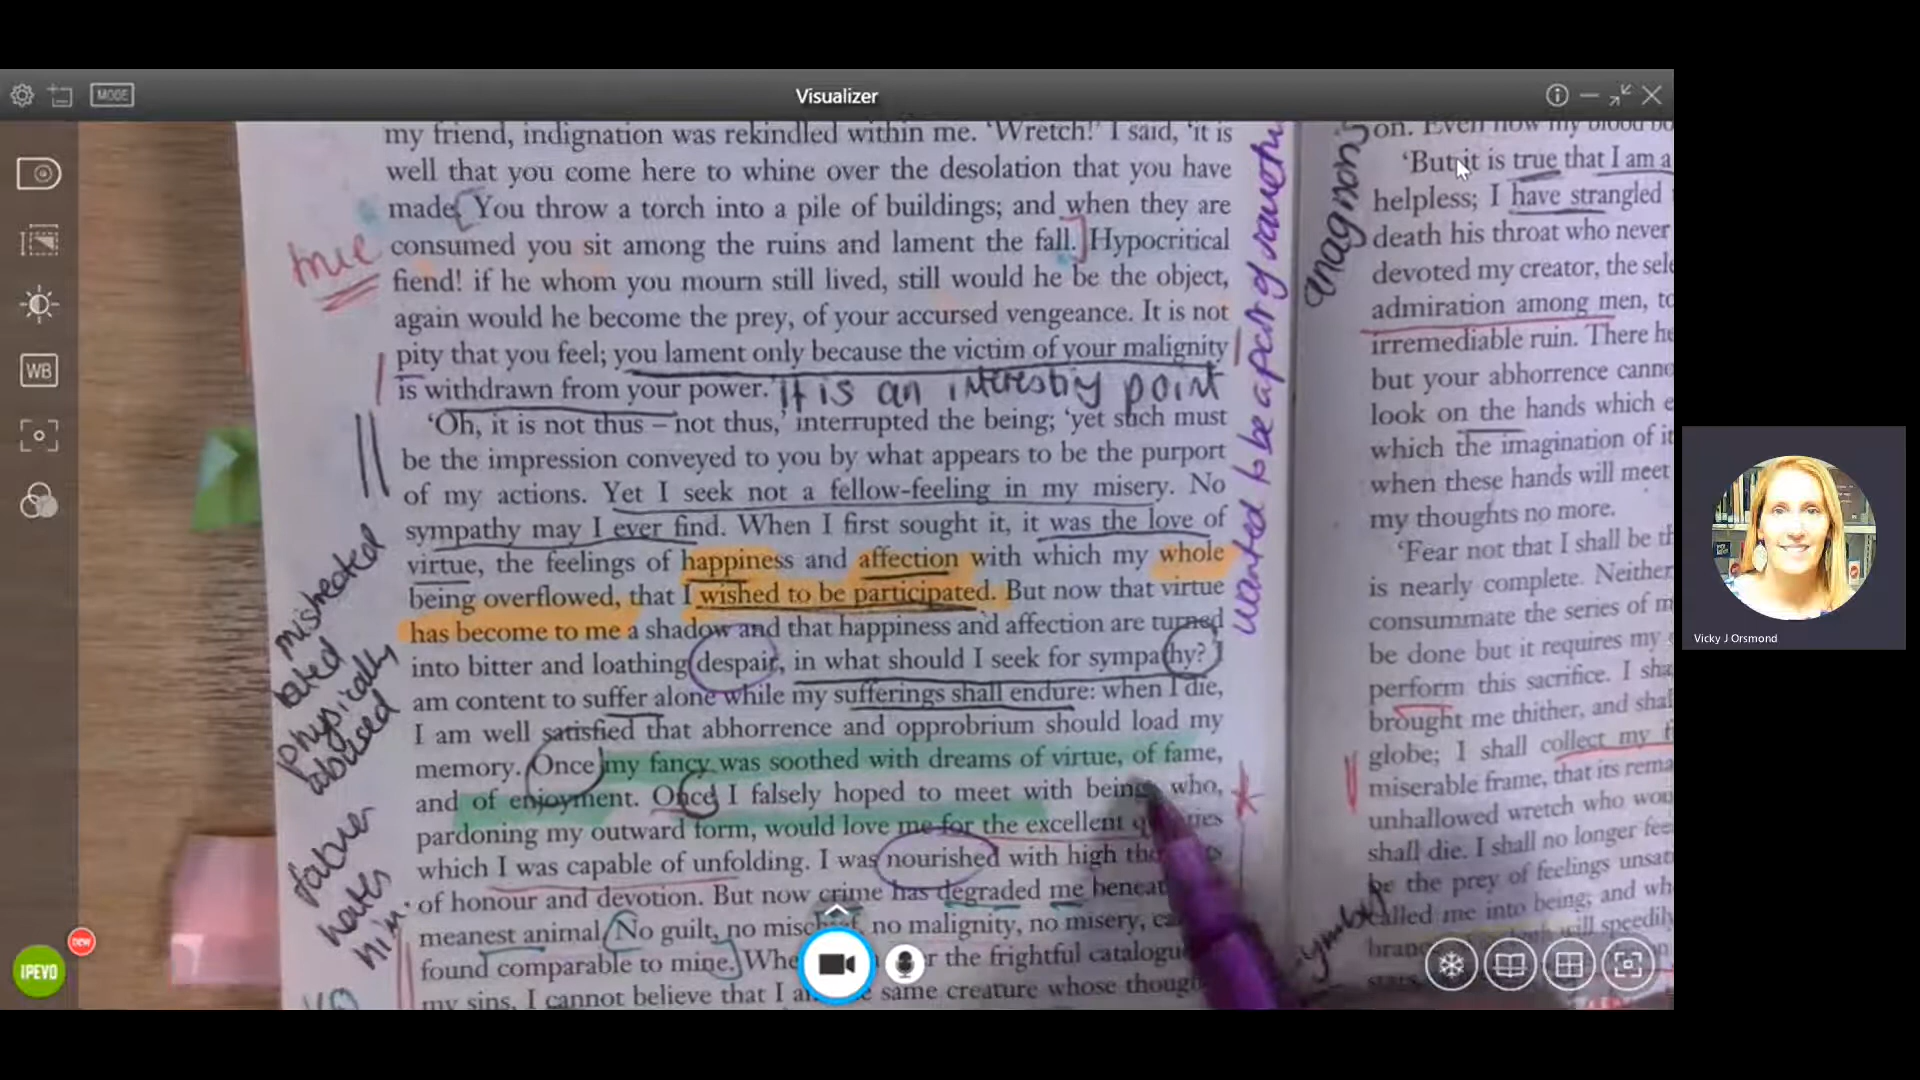 Visualizer
MODE
WB
new
IPEVO
my friend, indignation was rekindled within me. 'Wretch!' I said, 'it is
well that you come here to whine over the desolation that you have
made. You throw a torch into a pile of buildings; and when they are
consumed you sit among the ruins and lament the fall. Hypocritical
fiend! if he whom you mourn still lived, still would he be the object,
again would he become the prey, of your accursed vengeance. It is not
pity that you feel; you lament only because the victim of your malignity
is withdrawn from your power.'
It is an interesting point
'Oh, it is not thus – not thus,' interrupted the being; 'yet such must
be the impression conveyed to you by what appears to be the purport
of my actions. Yet I seek not a fellow-feeling in my misery. No
sympathy may I ever find. When I first sought it, it was the love of
virtue, the feelings of happiness and affection with which my whole
being overflowed, that I wished to be participated. But now that virtue
has become to me a shadow and that happiness and affection are turned
into bitter and loathing despair, in what should I seek for sympathy? I
am content to suffer alone while my sufferings shall endure: when I die,
I am well satisfied that abhorrence and opprobrium should load my
memory. Once my fancy was soothed with dreams of virtue, of fame,
and of enjoyment. Once I falsely hoped to meet with beings who,
pardoning my outward form, would love me for the excellent
which I was capable of unfolding. I was nourished with high
of honour and devotion. But now crime has degraded me
meanest animal. No guilt, no mischief, no malignity, no misery,
found comparable to mine. the frightful
my sins, I cannot believe that I same creature whose
true
mistreated
hated
physically
abused
father
hates
him
wanted to be a part of
on. Even now my blood
'But it is true that I am a
helpless; I have strangled
death his throat who never
devoted my creator, the
admiration among men,
irremediable ruin. There
but your abhorrence
look on the hands which
which the imagination of it
when these hands will meet
my thoughts no more.
'Fear not that I shall be
is nearly complete. Neither
consummate the series of
be done but it requires my
perform this sacrifice. I
brought me thither, and
globe; I shall collect my
miserable frame, that its
unhallowed wretch who
shall die. I shall no longer
be the prey of feelings
called me into being; and
will speedily
Vicky J Orsmond